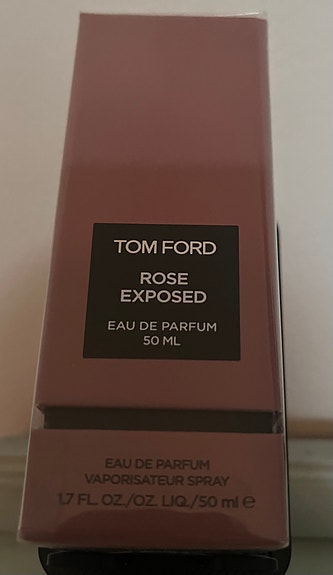 TOM FORD
ROSE
EXPOSED
EAU DE PARFUM
50 ML
EAU DE PARFUM
VAPORISATEUR SPRAY
1.7 FL. OZ./OZ. LIQ./50 ml ℮